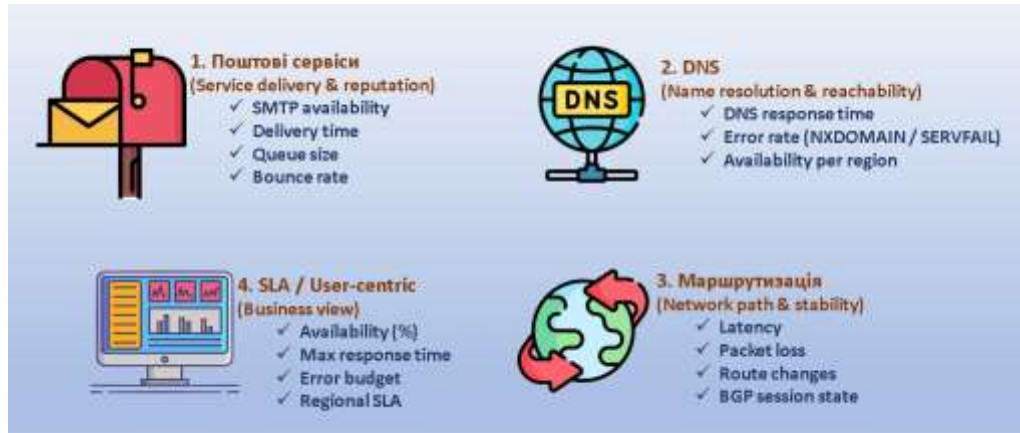 1. Поштові сервіси
(Service delivery & reputation)
✓ SMTP availability
✓ Delivery time
✓ Queue size
✓ Bounce rate
DNS
2. DNS
(Name resolution & reachability)
✓ DNS response time
✓ Error rate (NXDOMAIN / SERVFAIL)
✓ Availability per region
3. Маршрутизація
(Network path & stability)
✓ Latency
✓ Packet loss
✓ Route changes
✓ BGP session state
4. SLA / User-centric
(Business view)
✓ Availability (%)
✓ Max response time
✓ Error budget
✓ Regional SLA